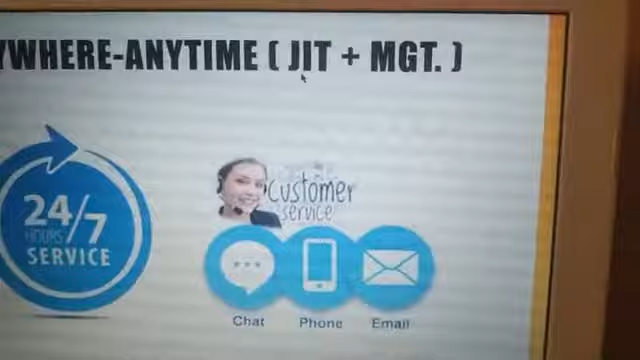 YWHERE-ANYTIME ( JIT + MGT. )
24/7
HOURS
SERVICE
Customer
service
Chat Phone Email